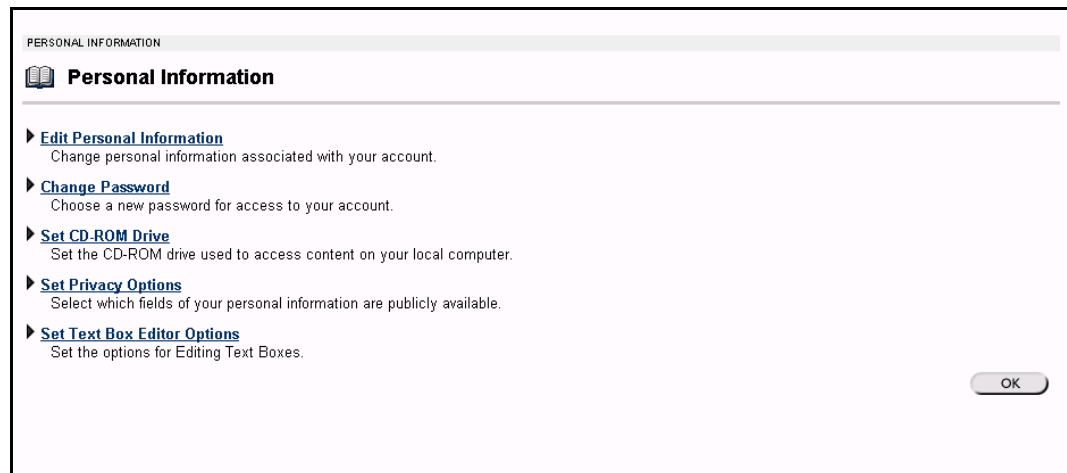 PERSONAL INFORMATION
Personal Information
Edit Personal Information
Change personal information associated with your account.
Change Password
Choose a new password for access to your account.
Set CD-ROM Drive
Set the CD-ROM drive used to access content on your local computer.
Set Privacy Options
Select which fields of your personal information are publicly available.
Set Text Box Editor Options
Set the options for Editing Text Boxes.
OK